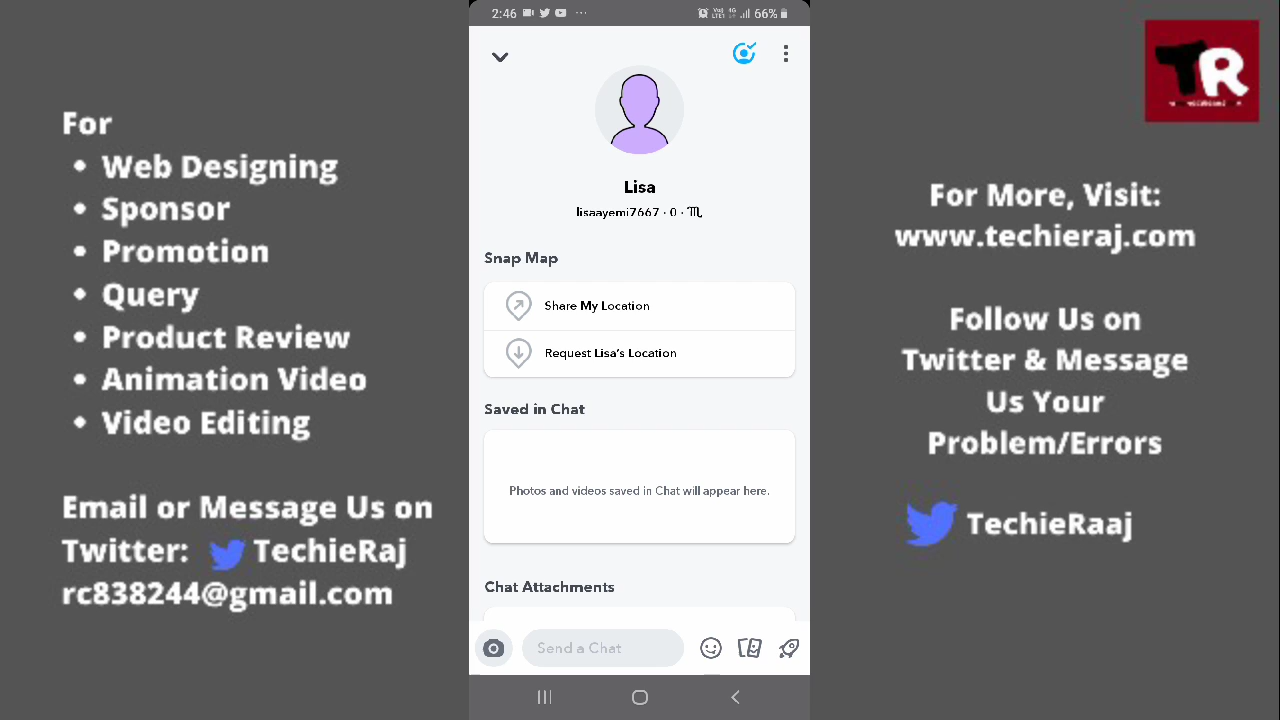 For
• Web Designing
• Sponsor
• Promotion
• Query
• Product Review
• Animation Video
• Video Editing
Email or Message Us on
Twitter: TechieRaj
rc838244@gmail.com
2:46 ··· 66%
Lisa
lisaayemi7667 · 0 · ♏
Snap Map
Share My Location
Request Lisa's Location
Saved in Chat
Photos and videos saved in Chat will appear here.
Chat Attachments
Send a Chat
TR
For More, Visit:
www.techieraj.com
Follow Us on
Twitter & Message
Us Your
Problem/Errors
TechieRaaj